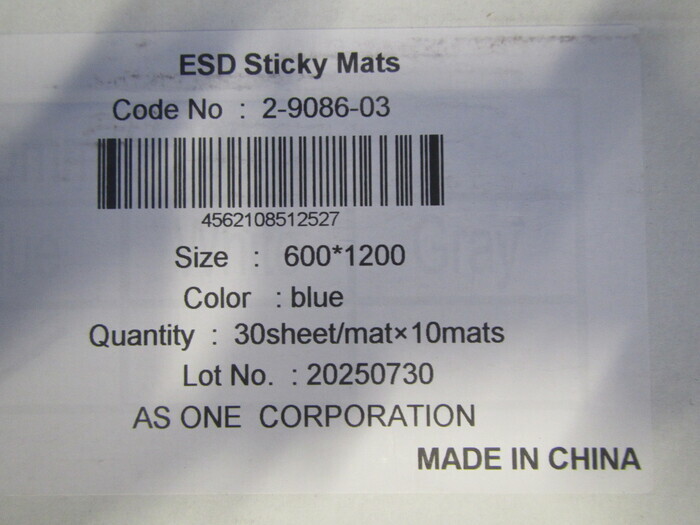 ESD Sticky Mats
Code No : 2-9086-03
4562108512527
Size : 600*1200
Color : blue
Quantity : 30sheet/mat×10mats
Lot No. : 20250730
AS ONE CORPORATION
MADE IN CHINA
Gray